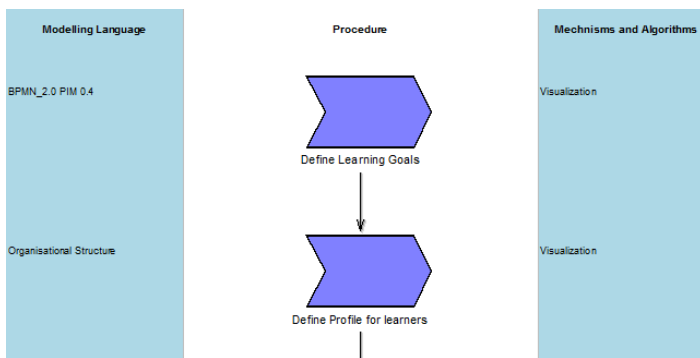 Modelling Language
Procedure
Mechnisms and Algorithms
BPMN_2.0 PIM 0.4
Visualization
Define Learning Goals
Organisational Structure
Visualization
Define Profile for learners